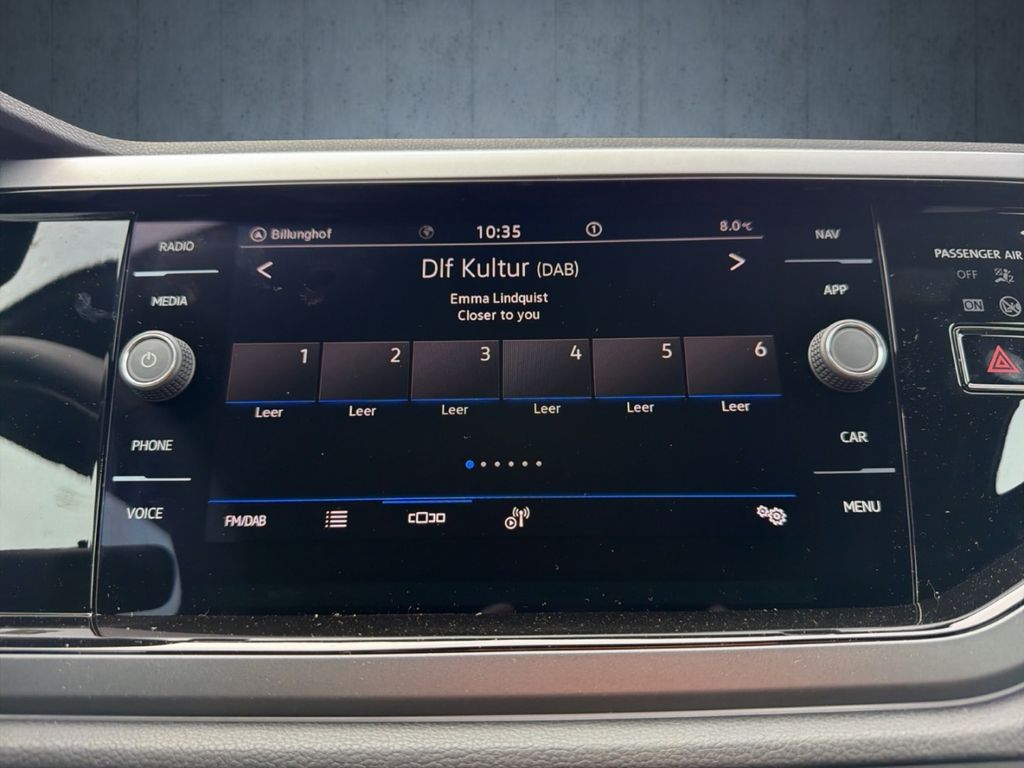 Billunghof 10:35 1 8.0°C
RADIO
MEDIA
PHONE
VOICE
< Dlf Kultur (DAB) >
Emma Lindquist
Closer to you
1 2 3 4 5 6
Leer Leer Leer Leer Leer Leer
FM/DAB
NAV
APP
CAR
MENU
PASSENGER AIR
OFF 2
ON